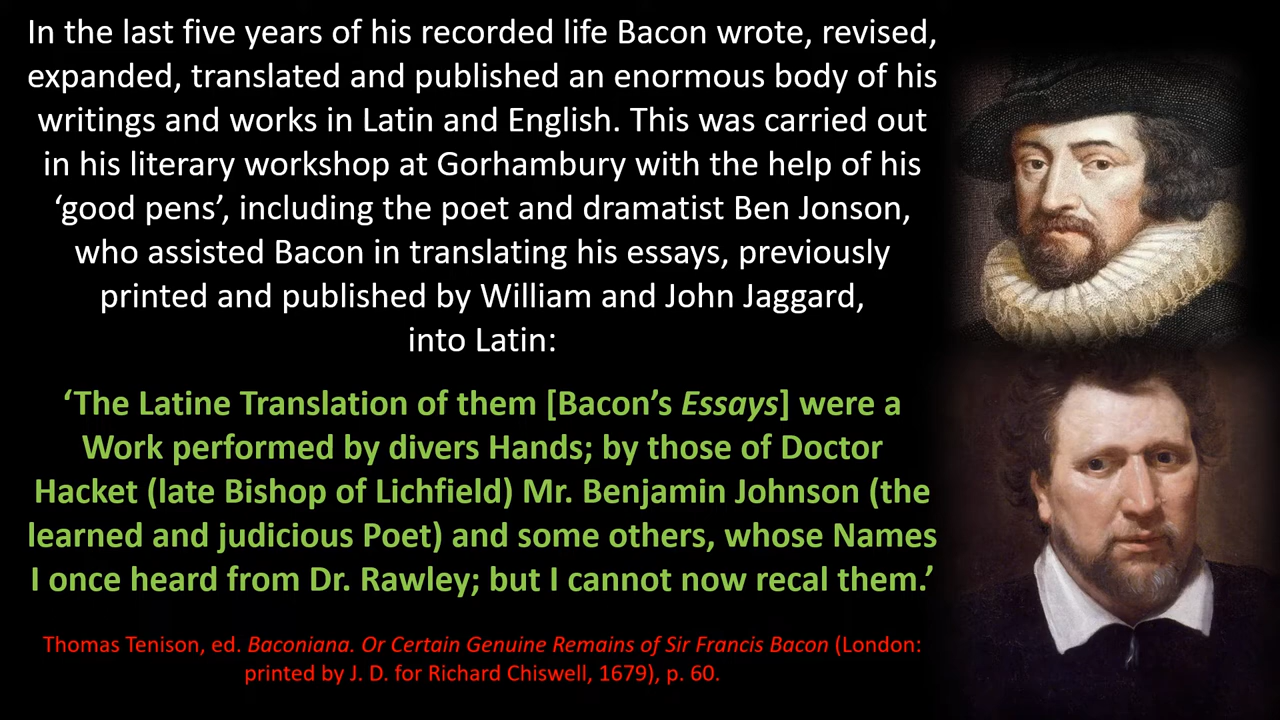 In the last five years of his recorded life Bacon wrote, revised,
expanded, translated and published an enormous body of his
writings and works in Latin and English. This was carried out
in his literary workshop at Gorhambury with the help of his
‘good pens’, including the poet and dramatist Ben Jonson,
who assisted Bacon in translating his essays, previously
printed and published by William and John Jaggard,
into Latin:
‘The Latine Translation of them [Bacon’s Essays] were a
Work performed by divers Hands; by those of Doctor
Hacket (late Bishop of Lichfield) Mr. Benjamin Johnson (the
learned and judicious Poet) and some others, whose Names
I once heard from Dr. Rawley; but I cannot now recal them.’
Thomas Tenison, ed. Baconiana. Or Certain Genuine Remains of Sir Francis Bacon (London:
printed by J. D. for Richard Chiswell, 1679), p. 60.